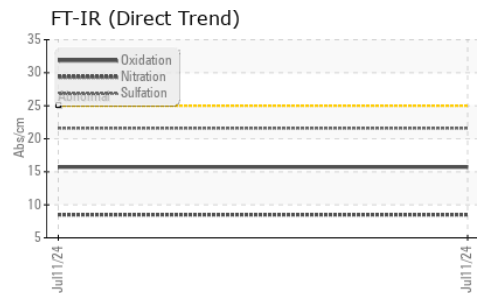 FT-IR (Direct Trend)
35
30
25
20
15
10
5
Abs/cm
Oxidation
Nitration
Sulfation
Abnormal
Jul11/24
Jul11/24